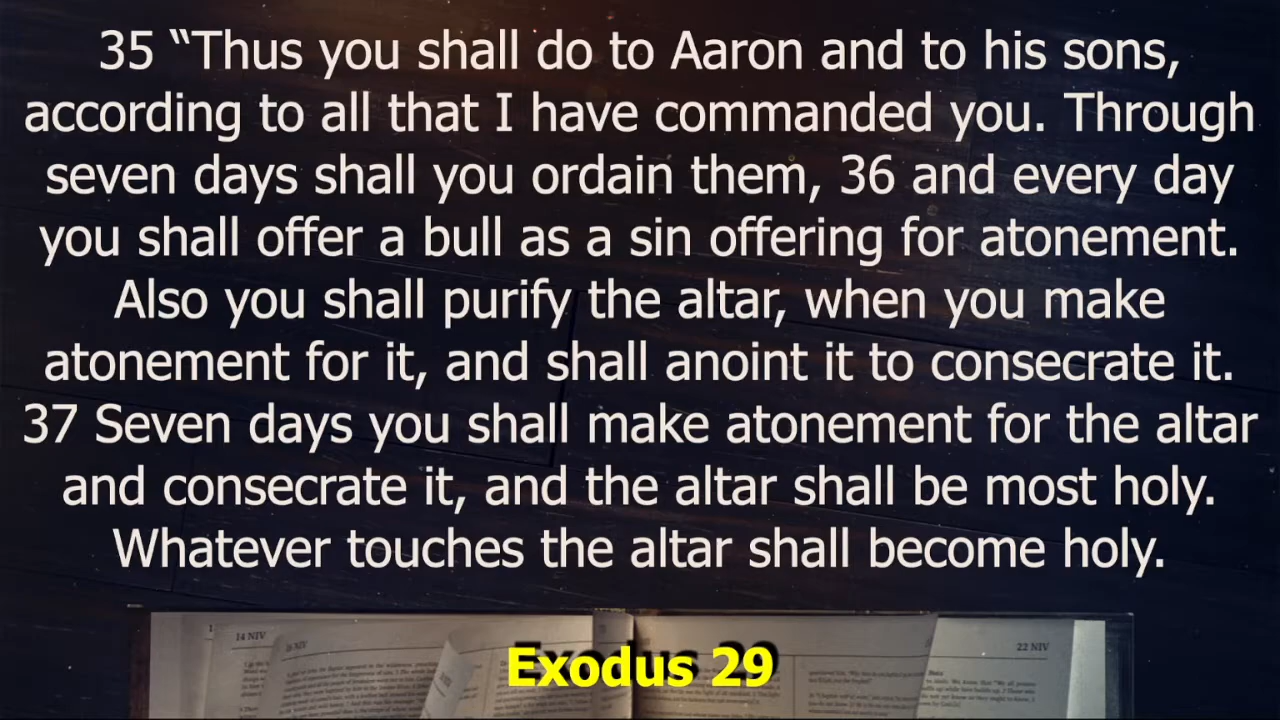 35 “Thus you shall do to Aaron and to his sons,
according to all that I have commanded you. Through
seven days shall you ordain them, 36 and every day
you shall offer a bull as a sin offering for atonement.
Also you shall purify the altar, when you make
atonement for it, and shall anoint it to consecrate it.
37 Seven days you shall make atonement for the altar
and consecrate it, and the altar shall be most holy.
Whatever touches the altar shall become holy.
14 NIV
22 NIV
Exodus 29